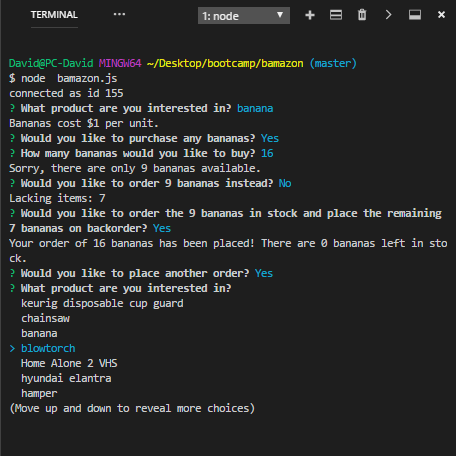 TERMINAL ••• 1: node
David@PC-David MINGW64 ~/Desktop/bootcamp/bamazon (master)
$ node  bamazon.js
connected as id 155
? What product are you interested in? banana
Bananas cost $1 per unit.
? Would you like to purchase any bananas? Yes
? How many bananas would you like to buy? 16
Sorry, there are only 9 bananas available.
? Would you like to order 9 bananas instead? No
Lacking items: 7
? Would you like to order the 9 bananas in stock and place the remaining
7 bananas on backorder? Yes
Your order of 16 bananas has been placed! There are 0 bananas left in sto
ck.
? Would you like to place another order? Yes
? What product are you interested in?
  keurig disposable cup guard
  chainsaw
  banana
> blowtorch
  Home Alone 2 VHS
  hyundai elantra
  hamper
(Move up and down to reveal more choices)